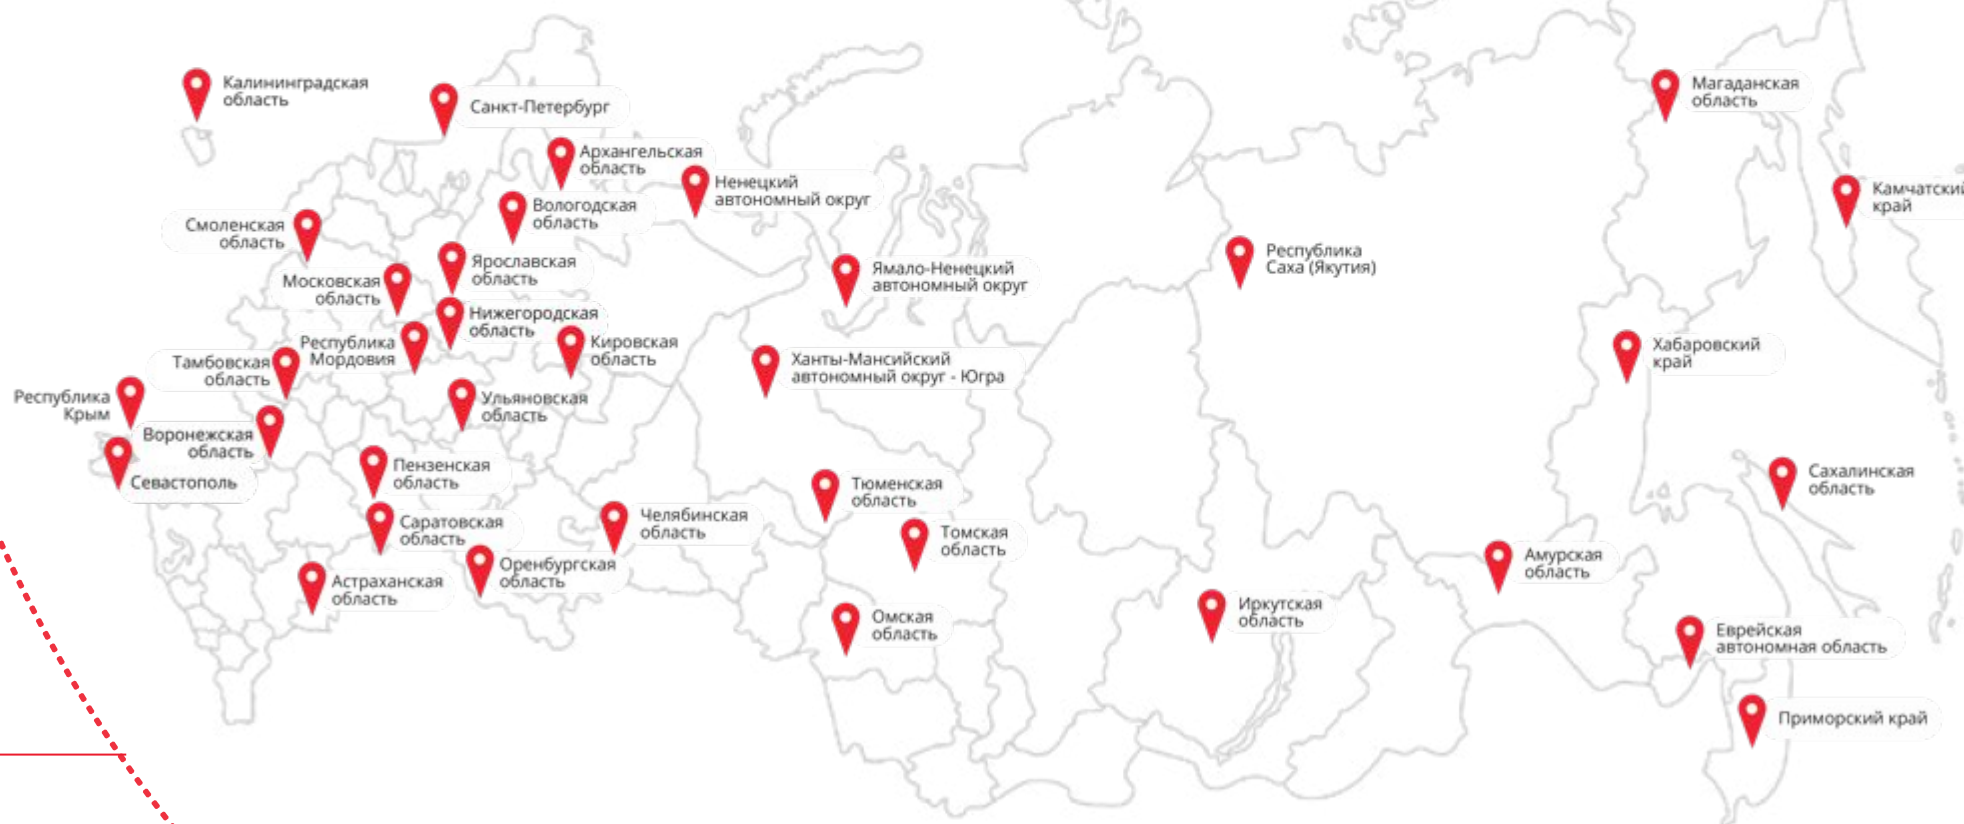 Калининградская
область
Санкт-Петербург
Магаданская
область
Архангельская
область
Ненецкий
автономный округ
Камчатский
край
Вологодская
область
Смоленская
область
Ярославская
область
Республика
Саха (Якутия)
Московская
область
Ямало-Ненецкий
автономный округ
Нижегородская
область
Республика
Мордовия
Кировская
область
Хабаровский
край
Тамбовская
область
Ханты-Мансийский
автономный округ - Югра
Республика
Крым
Ульяновская
область
Воронежская
область
Севастополь
Пензенская
область
Сахалинская
область
Тюменская
область
Саратовская
область
Челябинская
область
Томская
область
Оренбургская
область
Амурская
область
Астраханская
область
Омская
область
Иркутская
область
Еврейская
автономная область
Приморский край